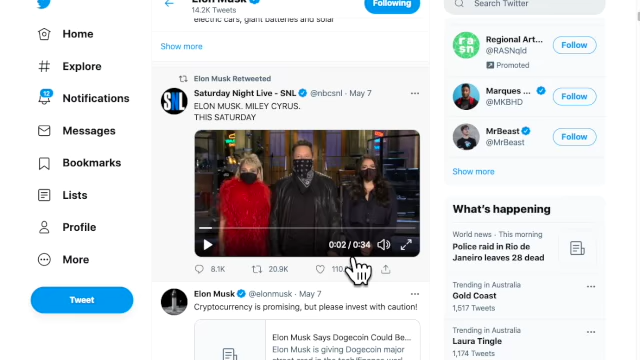 Elon Musk
14.2K Tweets
Following
Search Twitter
electric cars, giant batteries and solar
Show more
Home
Explore
12
Notifications
Messages
Bookmarks
Lists
Profile
More
Tweet
Elon Musk Retweeted
SNL
Saturday Night Live - SNL @nbcsnl · May 7
ELON MUSK. MILEY CYRUS.
THIS SATURDAY
0:02 / 0:34
8.1K
20.9K
110
Elon Musk @elonmusk · May 7
Cryptocurrency is promising, but please invest with caution!
Elon Musk Says Dogecoin Could Be...
Elon Musk is giving Dogecoin major
rasn
Regional Art...
@RASNqld
Promoted
Follow
Marques ...
@MKBHD
Follow
MrBeast
@MrBeast
Follow
Show more
What's happening
World news · This morning
Police raid in Rio de
Janeiro leaves 28 dead
Trending in Australia
Gold Coast
1,517 Tweets
Trending in Australia
Laura Tingle
1,174 Tweets